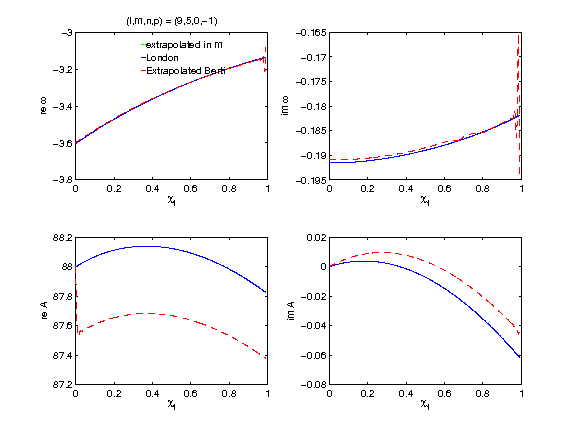 (l,m,n,p) = (9,5,0,−1)
−3
−3.2
−3.4
−3.6
−3.8
re ω
extrapolated in m
London
Extrapolated Berti
0 0.2 0.4 0.6 0.8 1
χf
−0.165
−0.17
−0.175
−0.18
−0.185
−0.19
−0.195
im ω
0 0.2 0.4 0.6 0.8 1
χf
88.2
88
87.8
87.6
87.4
87.2
re A
0 0.2 0.4 0.6 0.8 1
χf
0.02
0
−0.02
−0.04
−0.06
−0.08
im A
0 0.2 0.4 0.6 0.8 1
χf